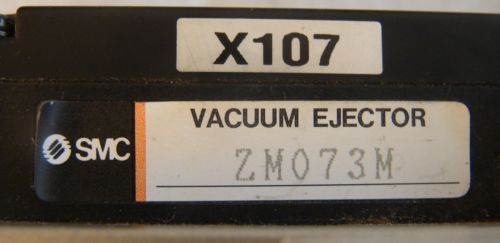 X107
VACUUM EJECTOR
SMC
ZM073M